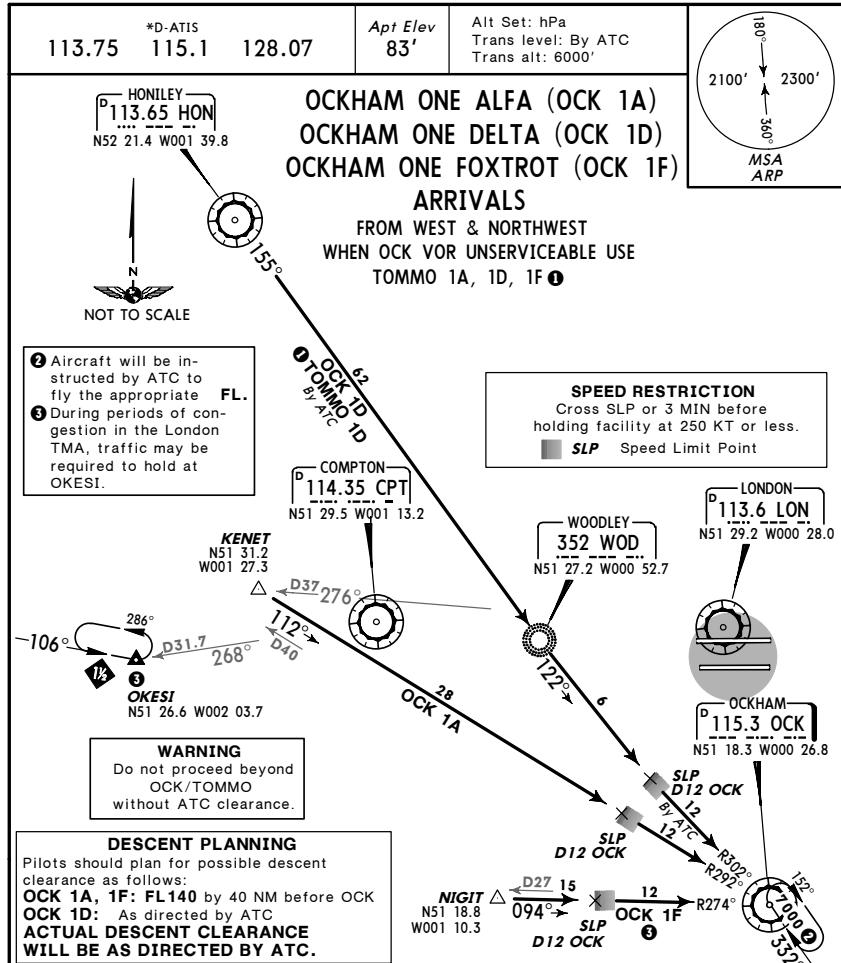 *D-ATIS
113.75 115.1 128.07
Apt Elev
83'
Alt Set: hPa
Trans level: By ATC
Trans alt: 6000'
180°
2100' 2300'
360°
MSA
ARP
OCKHAM ONE ALFA (OCK 1A)
OCKHAM ONE DELTA (OCK 1D)
OCKHAM ONE FOXTROT (OCK 1F)
ARRIVALS
FROM WEST & NORTHWEST
WHEN OCK VOR UNSERVICEABLE USE
TOMMO 1A, 1D, 1F ❶
HONILEY
D 113.65 HON
N52 21.4 W001 39.8
N
NOT TO SCALE
155°
62
OCK 1D
❶ TOMMO 1D
By ATC
❷ Aircraft will be in-
structed by ATC to
fly the appropriate FL.
❸ During periods of con-
gestion in the London
TMA, traffic may be
required to hold at
OKESI.
SPEED RESTRICTION
Cross SLP or 3 MIN before
holding facility at 250 KT or less.
SLP Speed Limit Point
COMPTON
D 114.35 CPT
N51 29.5 W001 13.2
LONDON
D 113.6 LON
N51 29.2 W000 28.0
WOODLEY
352 WOD
N51 27.2 W000 52.7
KENET
N51 31.2
W001 27.3
D37 276°
112°
D40
286°
106°
D31.7
268°
1½
❸
OKESI
N51 26.6 W002 03.7
28
OCK 1A
122°
6
OCKHAM
D 115.3 OCK
N51 18.3 W000 26.8
WARNING
Do not proceed beyond
OCK/TOMMO
without ATC clearance.
SLP
D12 OCK
12
By ATC
R302°
SLP
D12 OCK
12
R292°
DESCENT PLANNING
Pilots should plan for possible descent
clearance as follows:
OCK 1A, 1F: FL140 by 40 NM before OCK
OCK 1D: As directed by ATC
ACTUAL DESCENT CLEARANCE
WILL BE AS DIRECTED BY ATC.
NIGIT
N51 18.8
W001 10.3
D27
15
094°
SLP
D12 OCK
12
OCK 1F
❸
R274°
152°
7000 ❷
332°